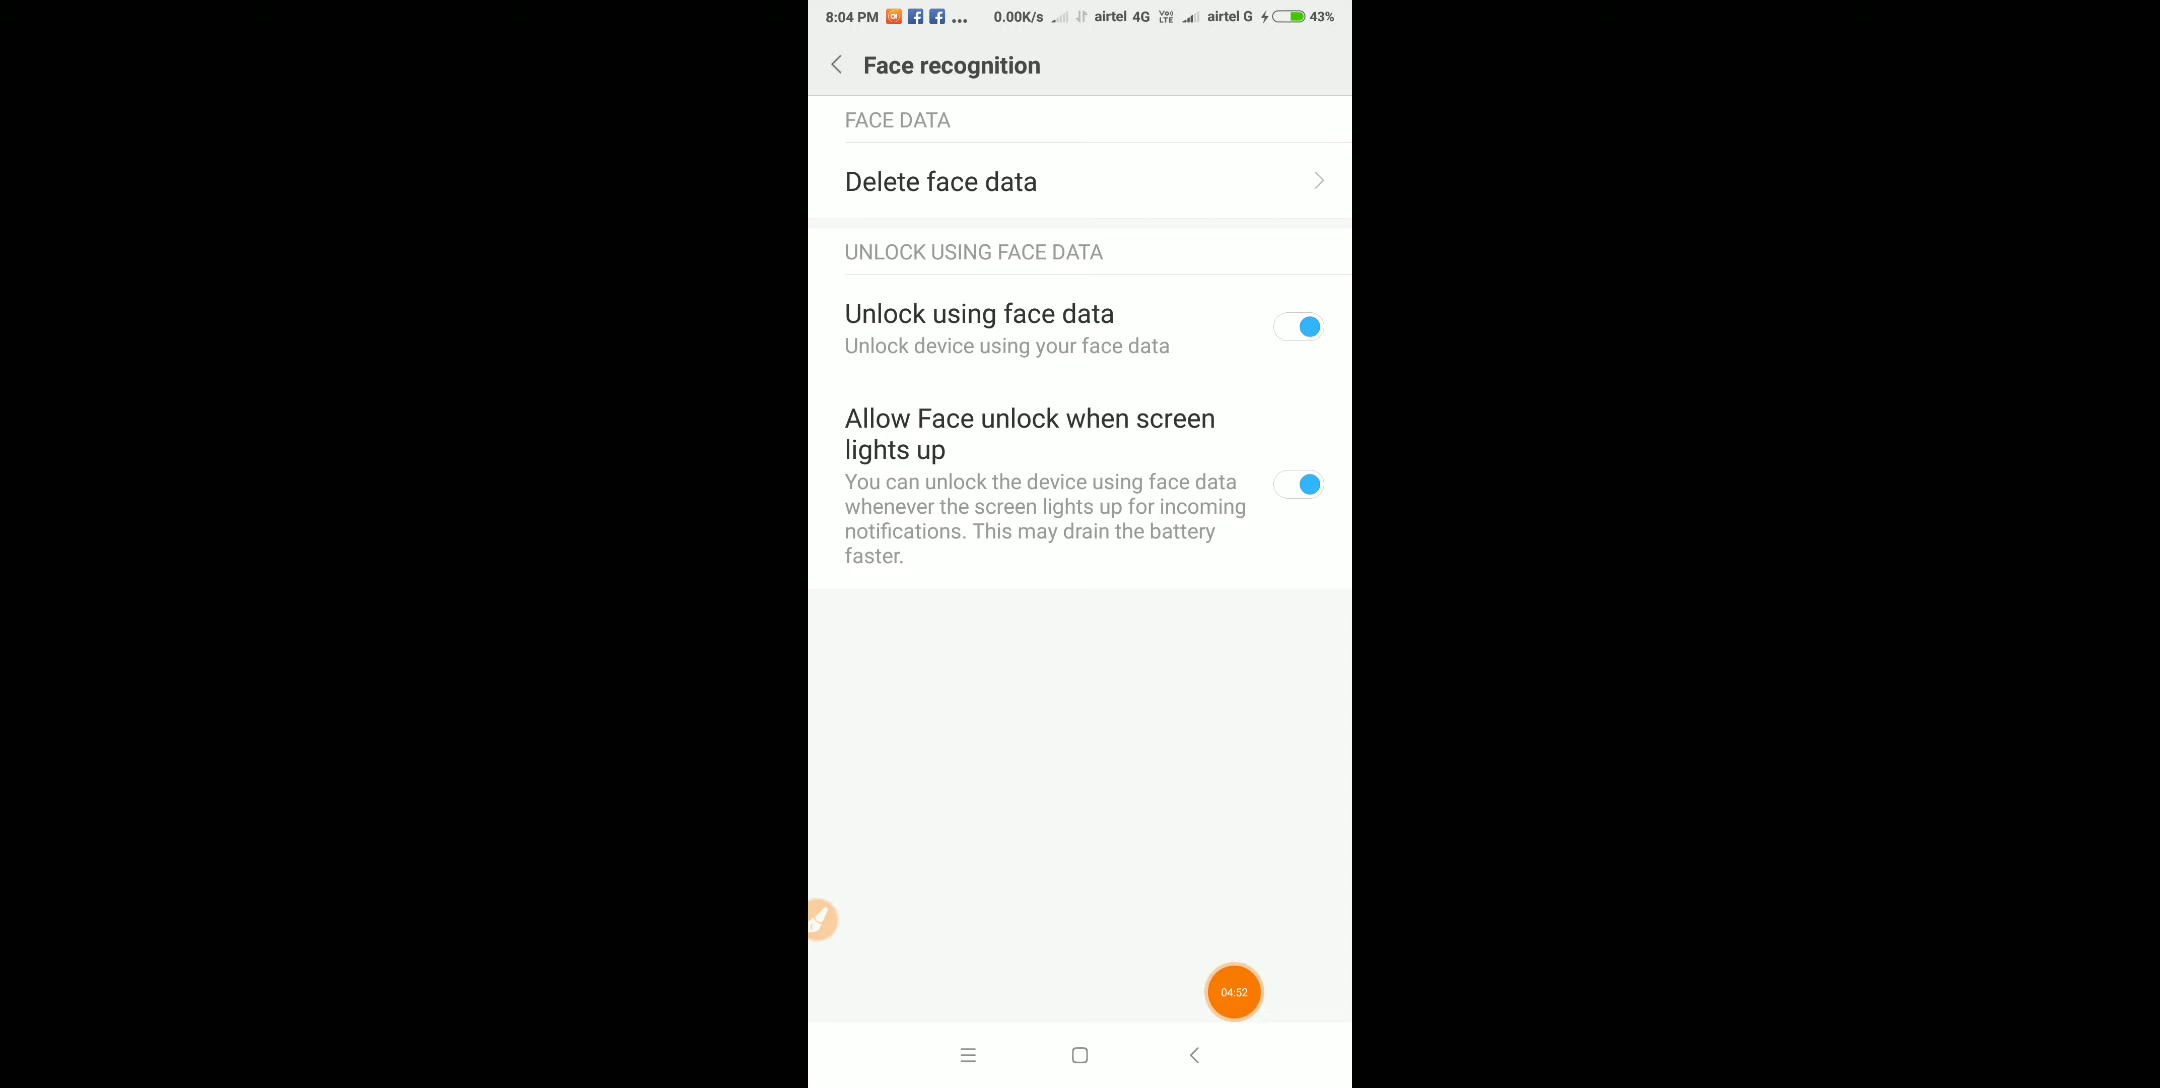 8:04 PM ... 0.00K/s airtel 4G Vo) LTE airtel G 43%
Face recognition
FACE DATA
Delete face data
UNLOCK USING FACE DATA
Unlock using face data
Unlock device using your face data
Allow Face unlock when screen
lights up
You can unlock the device using face data
whenever the screen lights up for incoming
notifications. This may drain the battery
faster.
04:52